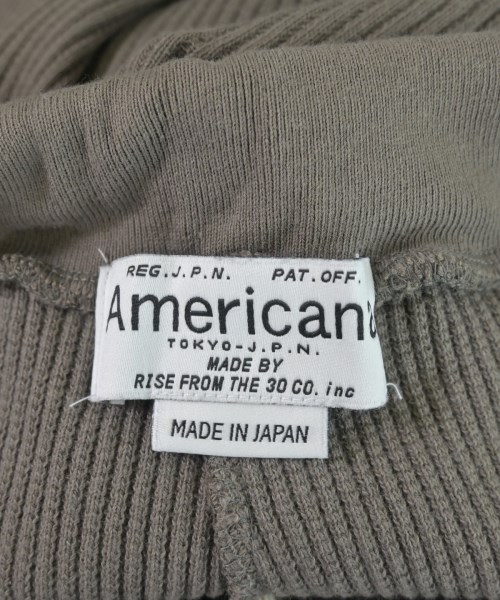 REG.J.P.N. PAT.OFF.
Americana
TOKYO-J.P.N.
MADE BY
RISE FROM THE 30 CO. inc
MADE IN JAPAN